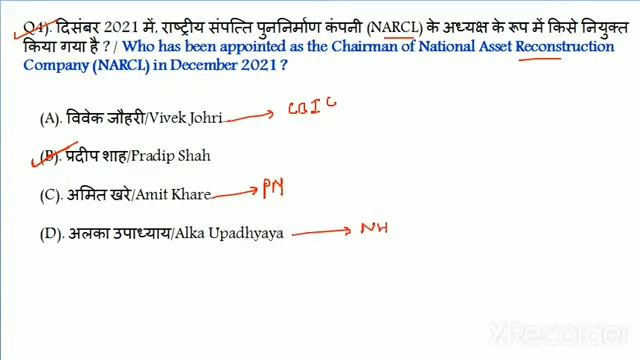 Q4). दिसंबर 2021 में, राष्ट्रीय संपत्ति पुननिर्माण कंपनी (NARCL) के अध्यक्ष के रूप में किसे नियुक्त
किया गया है ? / Who has been appointed as the Chairman of National Asset Reconstruction
Company (NARCL) in December 2021 ?
(A). विवेक जौहरी/Vivek Johri CBIC
(B). प्रदीप शाह/Pradip Shah
(C). अमित खरे/Amit Khare PM
(D). अलका उपाध्याय/Alka Upadhyaya NH
XRecorder